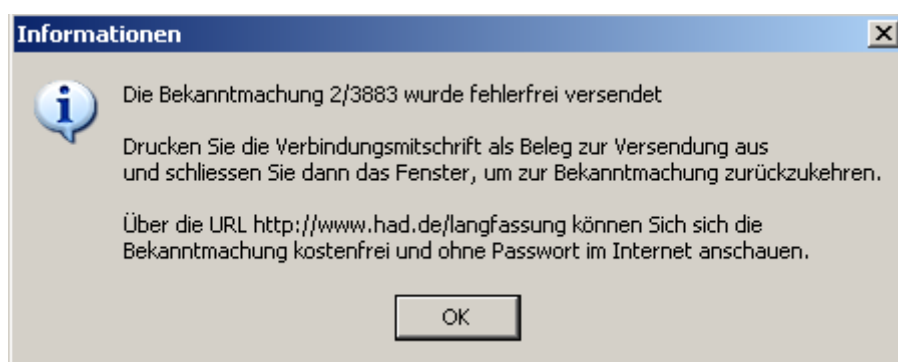 Informationen
Die Bekanntmachung 2/3883 wurde fehlerfrei versendet
Drucken Sie die Verbindungsmitschrift als Beleg zur Versendung aus
und schliessen Sie dann das Fenster, um zur Bekanntmachung zurückzukehren.
Über die URL http://www.had.de/langfassung können Sich sich die
Bekanntmachung kostenfrei und ohne Passwort im Internet anschauen.
OK